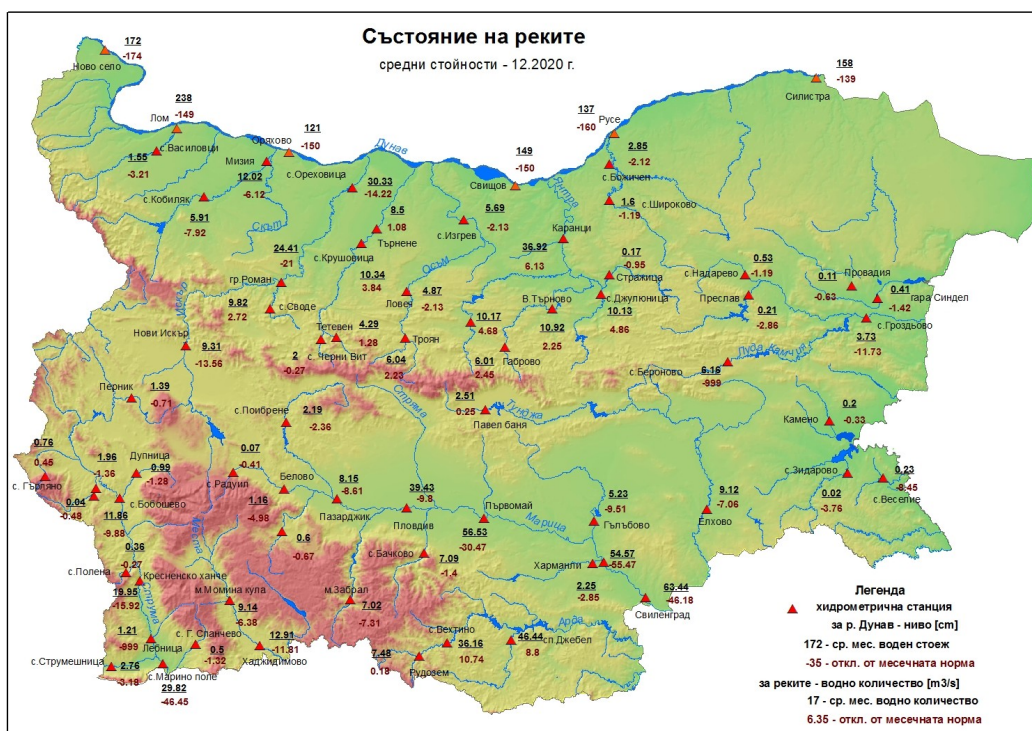 Състояние на реките
средни стойности - 12.2020 г.
172
-174
Ново село
158
-139
Силистра
238
-149
Лом
137
-160
Русе
121
-150
Оряхово
149
-150
Свищов
Дунав
с.Василовци
1.55
-3.21
Мизия
12.02
-6.12
с.Ореховица
30.33
-14.22
2.85
-2.12
с.Божичен
с.Кобиляк
5.91
-7.92
Скът
8.5
1.08
Търнене
5.69
-2.13
с.Изгрев
Янтра
1.6
-1.19
с.Широково
Каранци
36.92
6.13
с.Крушовица
10.34
3.84
24.41
-21
гр.Роман
Осъм
0.17
-0.95
Стражица
0.53
-1.19
с.Надарево
Провадия
0.11
-0.63
0.41
-1.42
гара Синдел
Искър
9.82
2.72
с.Своде
4.87
-2.13
Ловеч
В.Търново
с.Джулюница
10.13
4.86
Преслав
0.21
-2.86
с.Гроздьово
3.73
-11.73
Нови Искър
9.31
-13.56
Тетевен
4.29
1.28
10.17
4.68
10.92
2.25
2
-0.27
с.Черни Вит
Троян
6.04
2.23
Габрово
6.01
2.45
Луда Камчия
с.Бероново
6.16
-999
Перник
1.39
-0.71
с.Поибрене
2.19
-2.36
Стряма
2.51
0.25
Павел баня
Тунджа
0.2
-0.33
Камено
0.76
0.45
с. Гърляно
1.96
-1.36
Дупница
0.99
-1.28
0.07
-0.41
с.Радуил
Белово
1.16
-4.98
8.15
-8.61
Пазарджик
39.43
-9.8
Пловдив
Първомай
56.53
-30.47
Марица
5.23
-9.51
Гълъбово
9.12
-7.06
Елхово
с.Зидарово
0.02
-3.76
0.23
-8.45
с.Веселие
0.04
-0.48
с.Бобошево
11.86
-9.88
0.6
-0.67
с.Бачково
7.09
-1.4
Харманли
54.57
-55.47
2.25
-2.85
63.44
-46.18
Свиленград
0.36
-0.27
с.Полена
Кресненско ханче
19.95
-15.92
Места
Струма
м.Момина кула
9.14
-6.38
м.Забрал
7.02
-7.31
1.21
-999
Лебница
с. Г. Спанчево
0.5
-1.32
12.91
-11.81
Хаджидимово
с.Вехтино
36.16
10.74
Арда
46.44
8.8
сп.Джебел
7.48
0.18
Рудозем
с.Струмешница
2.76
-3.18
с.Марино поле
29.82
-46.45
Легенда
хидрометрична станция
за р. Дунав - ниво [cm]
172 - ср. мес. воден стоеж
-35 - откл. от месечната норма
за реките - водно количество [m3/s]
17 - ср. мес. водно количество
6.35 - откл. от месечната норма